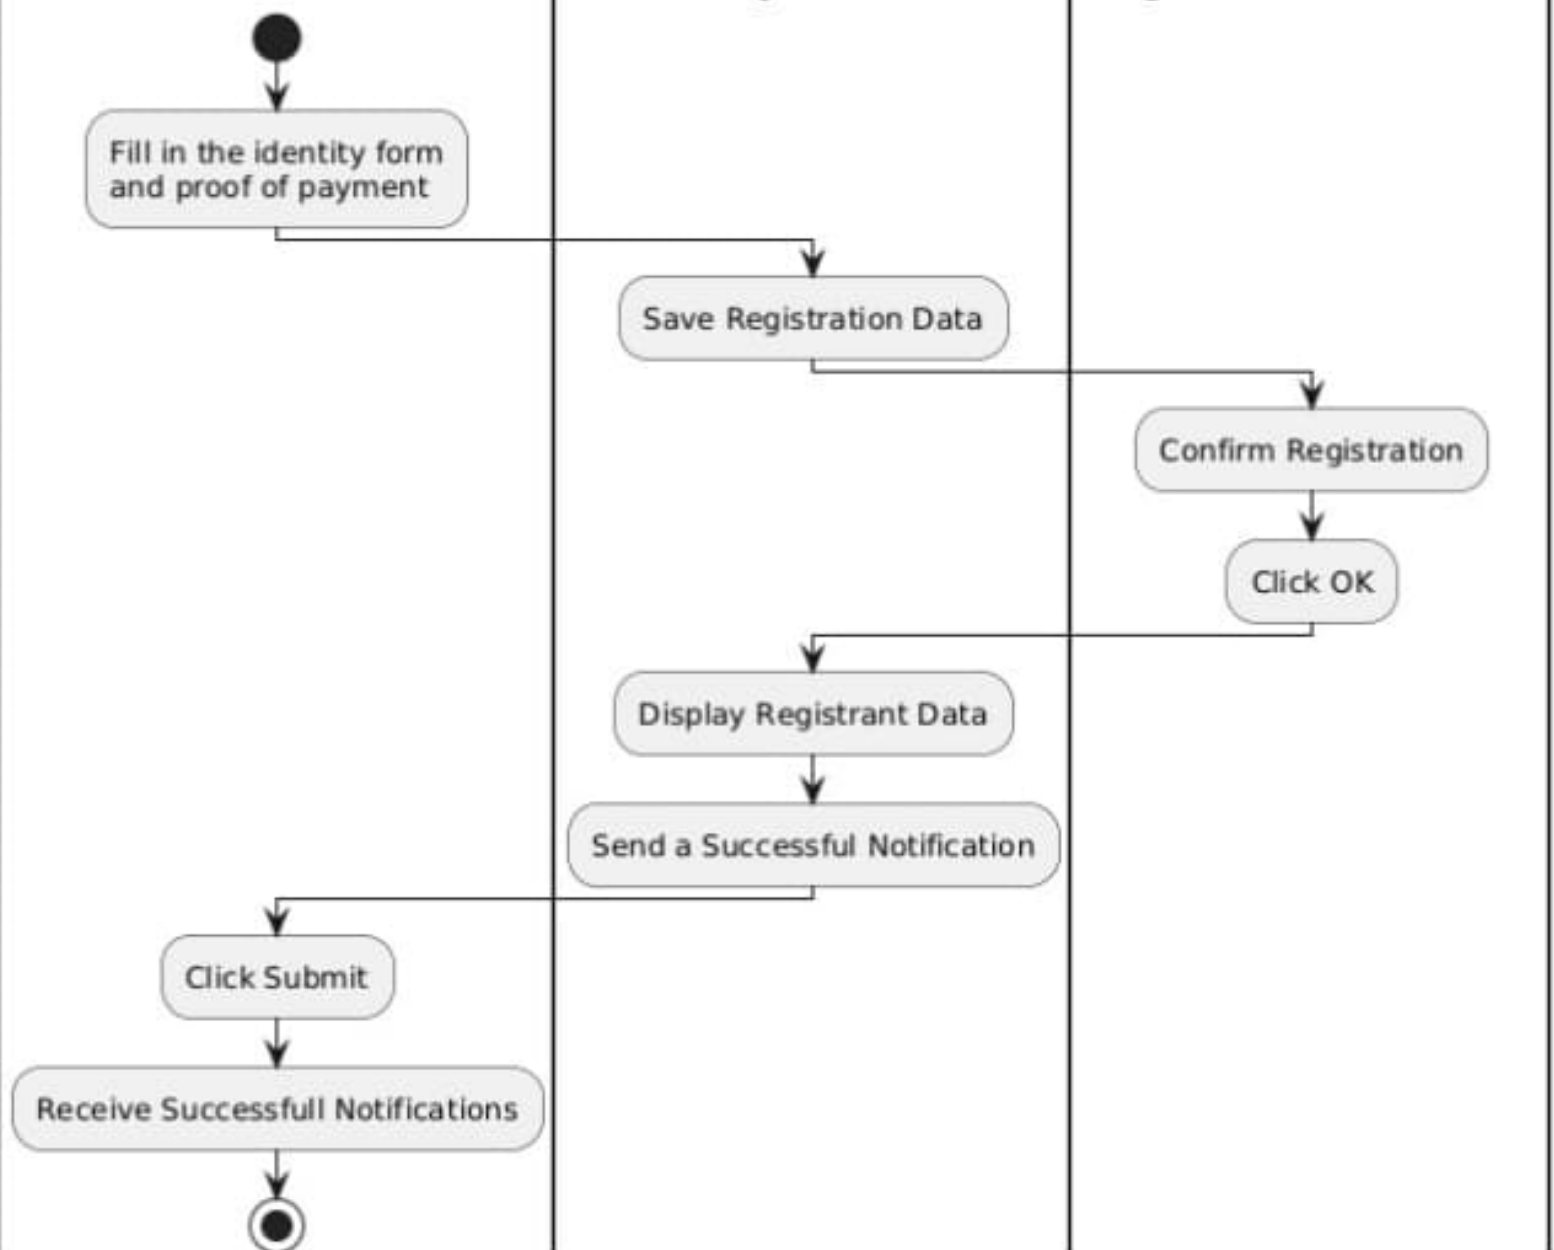 Fill in the identity form
and proof of payment
Save Registration Data
Confirm Registration
Click OK
Display Registrant Data
Send a Successful Notification
Click Submit
Receive Successfull Notifications